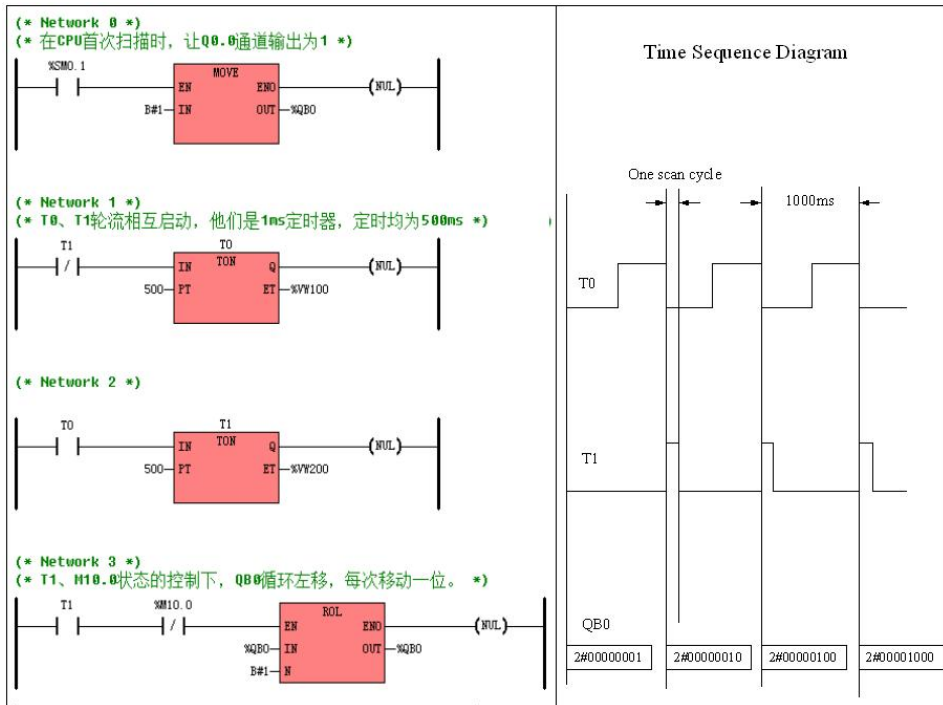 (* Network 0 *)
(* 在CPU首次扫描时，让Q0.0通道输出为1 *)
%SM0.1
MOVE
EN ENO
(NUL)
B#1 IN OUT %QB0
(* Network 1 *)
(* T0、T1轮流相互启动，他们是1ms定时器，定时均为500ms *)
T1 T0
IN TON Q
(NUL)
500 PT ET %VW100
(* Network 2 *)
T0 T1
IN TON Q
(NUL)
500 PT ET %VW200
(* Network 3 *)
(* T1、M10.0状态的控制下，QB0循环左移，每次移动一位。 *)
T1 %M10.0 ROL
EN ENO
(NUL)
%QB0 IN OUT %QB0
B#1 N
Time Sequence Diagram
One scan cycle
1000ms
T0
T1
QB0
2#00000001 2#00000010 2#00000100 2#00001000